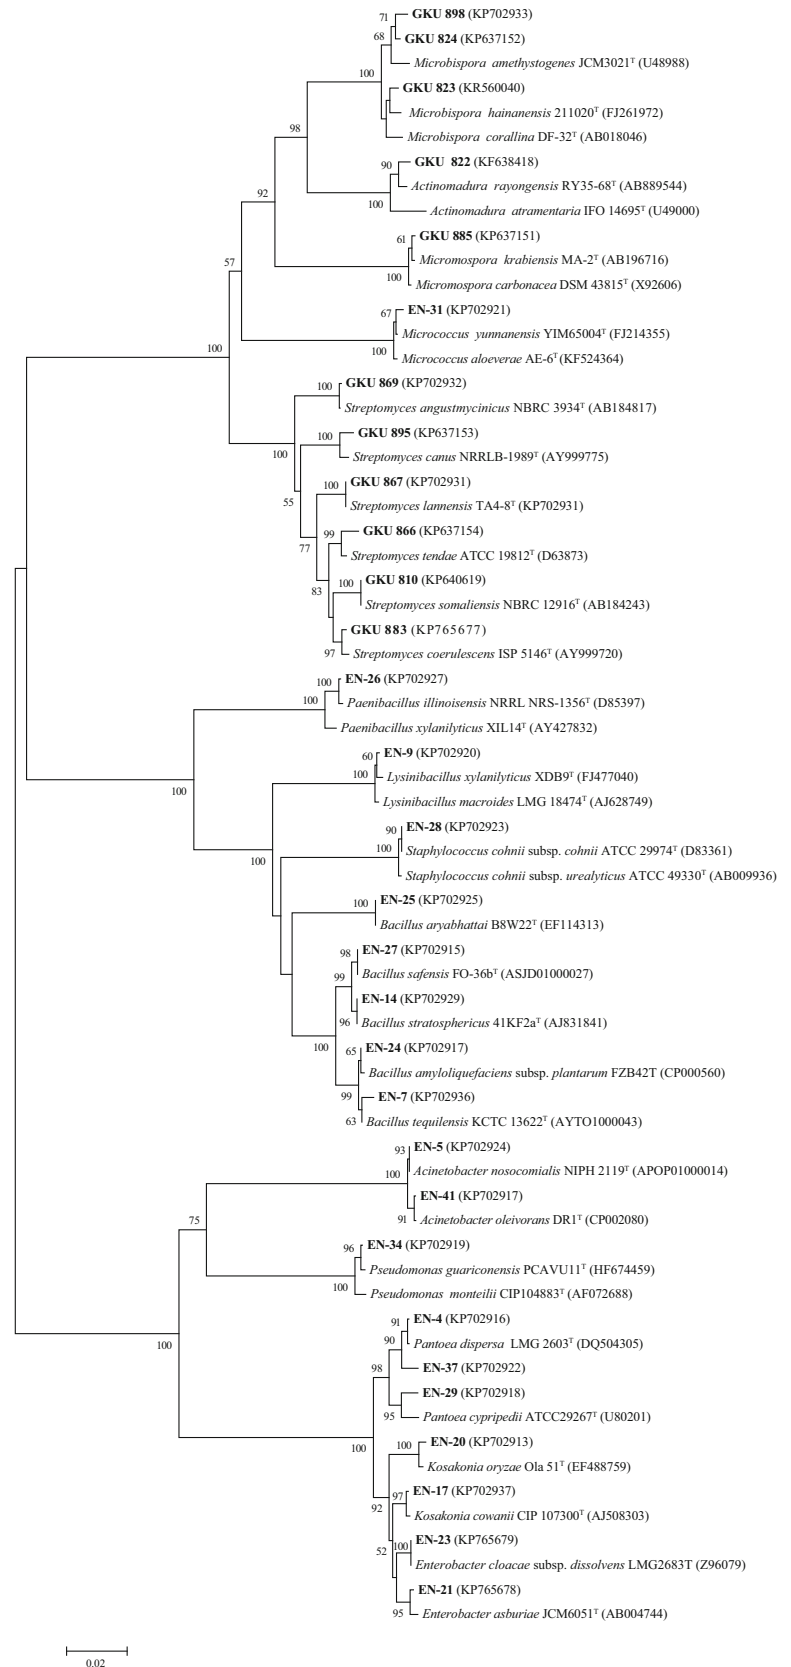 71
GKU 898 (KP702933)
68
GKU 824 (KP637152)
Microbispora amethystogenes JCM3021ᵀ (U48988)
100
GKU 823 (KR560040)
Microbispora hainanensis 211020ᵀ (FJ261972)
Microbispora corallina DF-32ᵀ (AB018046)
98
90
GKU 822 (KF638418)
Actinomadura rayongensis RY35-68ᵀ (AB889544)
100
Actinomadura atramentaria IFO 14695ᵀ (U49000)
92
61
GKU 885 (KP637151)
Micromospora krabiensis MA-2ᵀ (AB196716)
100
Micromospora carbonacea DSM 43815ᵀ (X92606)
57
67
EN-31 (KP702921)
Micrococcus yunnanensis YIM65004ᵀ (FJ214355)
100
Micrococcus aloeverae AE-6ᵀ (KF524364)
100
100
GKU 869 (KP702932)
Streptomyces angustmycinicus NBRC 3934ᵀ (AB184817)
100
100
GKU 895 (KP637153)
Streptomyces canus NRRLB-1989ᵀ (AY999775)
55
100
GKU 867 (KP702931)
Streptomyces lannensis TA4-8ᵀ (KP702931)
77
99
GKU 866 (KP637154)
Streptomyces tendae ATCC 19812ᵀ (D63873)
83
100
GKU 810 (KP640619)
Streptomyces somaliensis NBRC 12916ᵀ (AB184243)
GKU 883 (KP765677)
97
Streptomyces coerulescens ISP 5146ᵀ (AY999720)
100
EN-26 (KP702927)
100
Paenibacillus illinoisensis NRRL NRS-1356ᵀ (D85397)
Paenibacillus xylanilyticus XIL14ᵀ (AY427832)
100
60
EN-9 (KP702920)
100
Lysinibacillus xylanilyticus XDB9ᵀ (FJ477040)
Lysinibacillus macroides LMG 18474ᵀ (AJ628749)
100
90
EN-28 (KP702923)
100
Staphylococcus cohnii subsp. cohnii ATCC 29974ᵀ (D83361)
Staphylococcus cohnii subsp. urealyticus ATCC 49330ᵀ (AB009936)
100
EN-25 (KP702925)
Bacillus aryabhattai B8W22ᵀ (EF114313)
98
EN-27 (KP702915)
99
Bacillus safensis FO-36bᵀ (ASJD01000027)
EN-14 (KP702929)
96
Bacillus stratosphericus 41KF2aᵀ (AJ831841)
100
65
EN-24 (KP702917)
Bacillus amyloliquefaciens subsp. plantarum FZB42T (CP000560)
99
EN-7 (KP702936)
63
Bacillus tequilensis KCTC 13622ᵀ (AYTO1000043)
93
EN-5 (KP702924)
100
Acinetobacter nosocomialis NIPH 2119ᵀ (APOP01000014)
EN-41 (KP702917)
91
Acinetobacter oleivorans DR1ᵀ (CP002080)
75
96
EN-34 (KP702919)
Pseudomonas guariconensis PCAVU11ᵀ (HF674459)
100
Pseudomonas monteilii CIP104883ᵀ (AF072688)
100
91
EN-4 (KP702916)
90
Pantoea dispersa LMG 2603ᵀ (DQ504305)
98
EN-37 (KP702922)
EN-29 (KP702918)
95
Pantoea cypripedii ATCC29267ᵀ (U80201)
100
100
EN-20 (KP702913)
Kosakonia oryzae Ola 51ᵀ (EF488759)
92
97
EN-17 (KP702937)
Kosakonia cowanii CIP 107300ᵀ (AJ508303)
52
100
EN-23 (KP765679)
Enterobacter cloacae subsp. dissolvens LMG2683T (Z96079)
EN-21 (KP765678)
95
Enterobacter asburiae JCM6051ᵀ (AB004744)
0.02